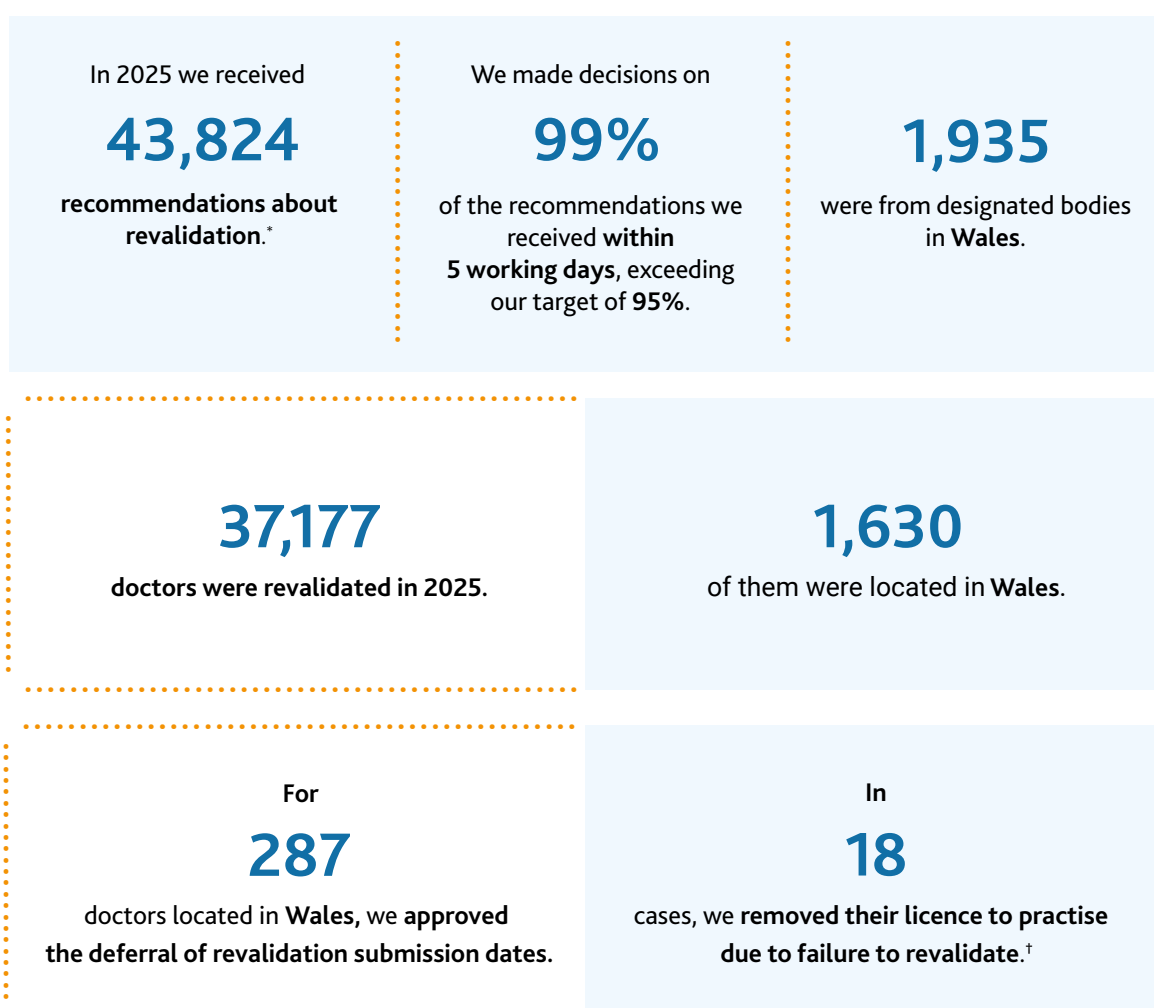 In 2025 we received
43,824
recommendations about
revalidation.*
We made decisions on
99%
of the recommendations we
received within
5 working days, exceeding
our target of 95%.
1,935
were from designated bodies
in Wales.
37,177
doctors were revalidated in 2025.
1,630
of them were located in Wales.
For
287
doctors located in Wales, we approved
the deferral of revalidation submission dates.
In
18
cases, we removed their licence to practise
due to failure to revalidate.†